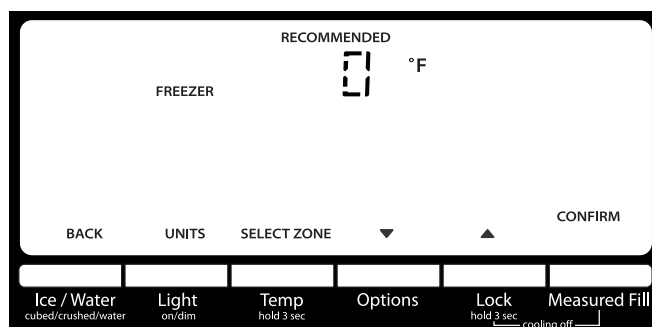 RECOMMENDED
0 °F
FREEZER
CONFIRM
BACK UNITS SELECT ZONE ▼ ▲
Ice / Water Light Temp Options Lock Measured Fill
cubed/crushed/water on/dim hold 3 sec hold 3 sec
cooling off